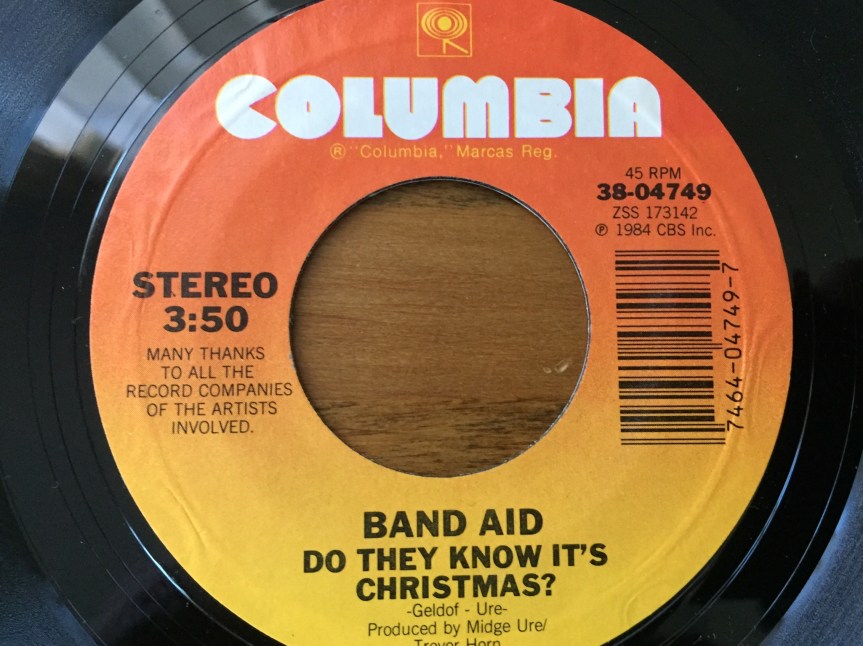 COLUMBIA
® "Columbia," Marcas Reg.
45 RPM
38-04749
ZSS 173142
℗ 1984 CBS Inc.
7464-04749-7
STEREO
3:50
MANY THANKS
TO ALL THE
RECORD COMPANIES
OF THE ARTISTS
INVOLVED.
BAND AID
DO THEY KNOW IT'S
CHRISTMAS?
-Geldof - Ure-
Produced by Midge Ure/
Trevor Horn